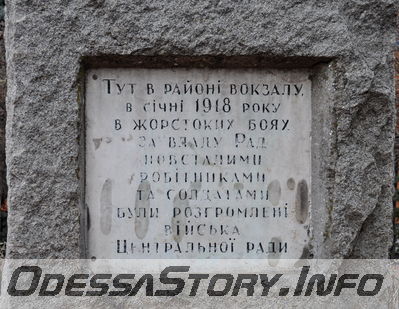 Тут в районі вокзалу
в січні 1918 року
в жорстоких боях
за владу Рад
повсталими
робітниками
та солдатами
були розгромлені
війська
Центральної ради
OdessaStory.Info